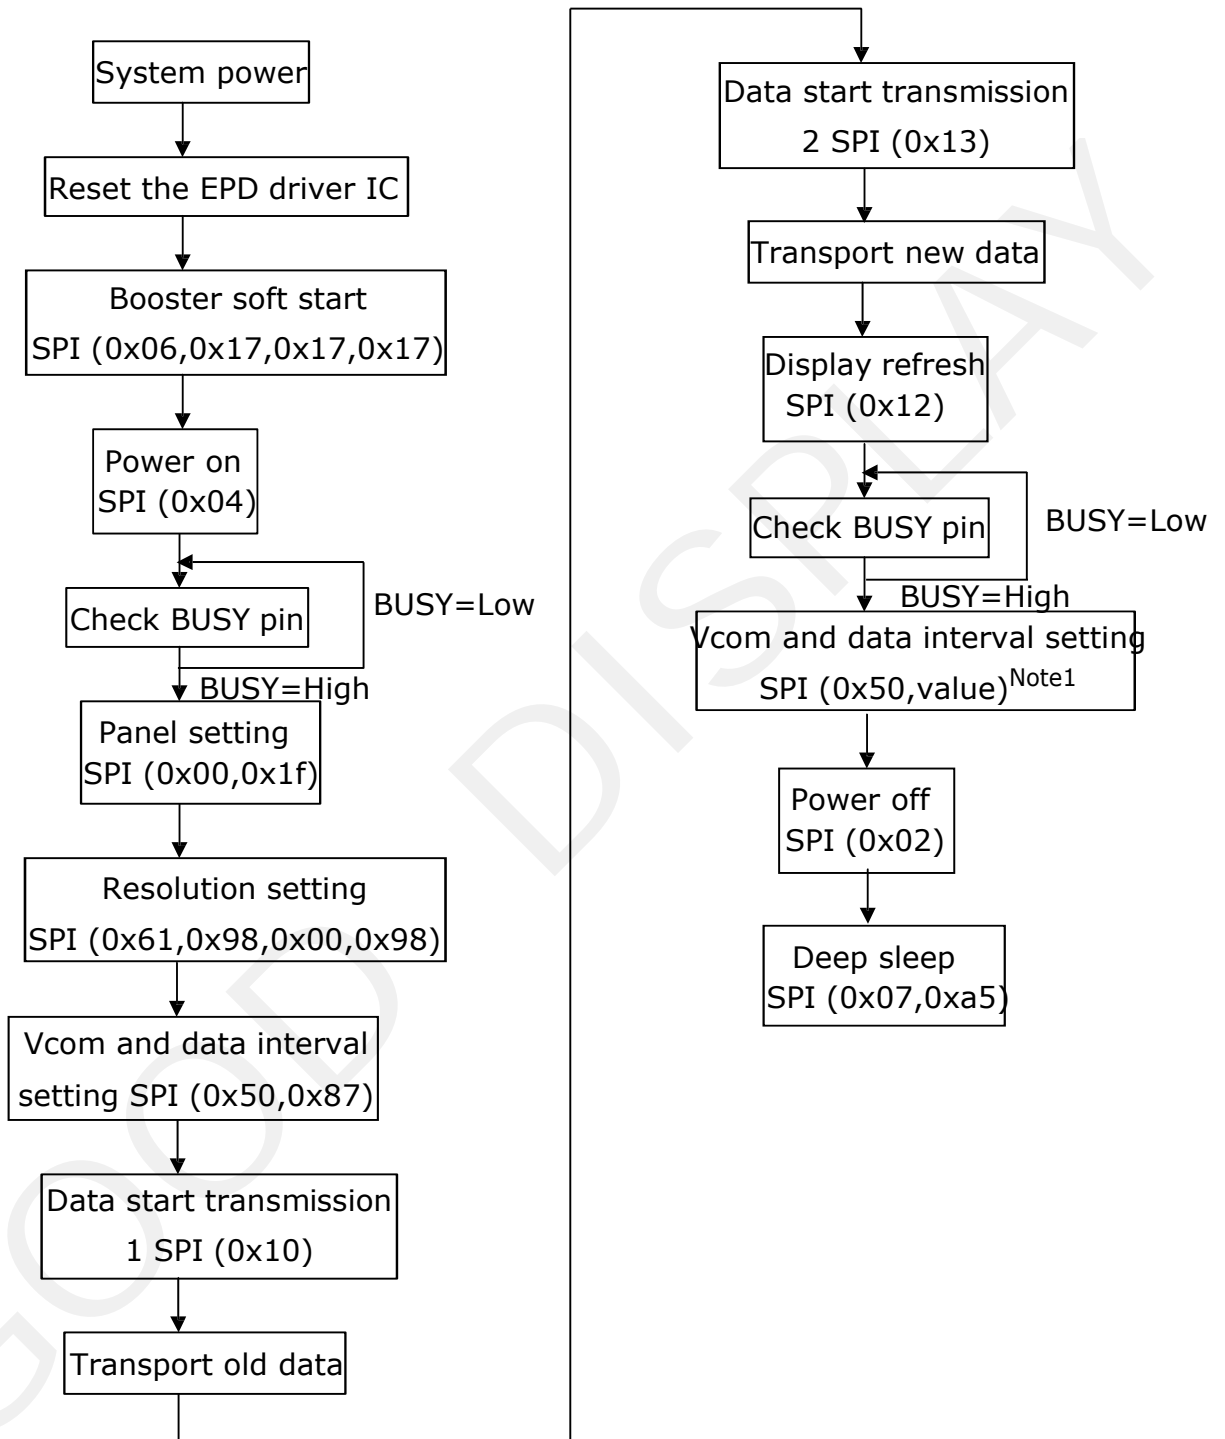 System power
Reset the EPD driver IC
Booster soft start
SPI (0x06,0x17,0x17,0x17)
Power on
SPI (0x04)
Check BUSY pin
BUSY=Low
BUSY=High
Panel setting
SPI (0x00,0x1f)
Resolution setting
SPI (0x61,0x98,0x00,0x98)
Vcom and data interval
setting SPI (0x50,0x87)
Data start transmission
1 SPI (0x10)
Transport old data
Data start transmission
2 SPI (0x13)
Transport new data
Display refresh
SPI (0x12)
Check BUSY pin
BUSY=Low
BUSY=High
Vcom and data interval setting
SPI (0x50,value)Note1
Power off
SPI (0x02)
Deep sleep
SPI (0x07,0xa5)
GOOD DISPLAY